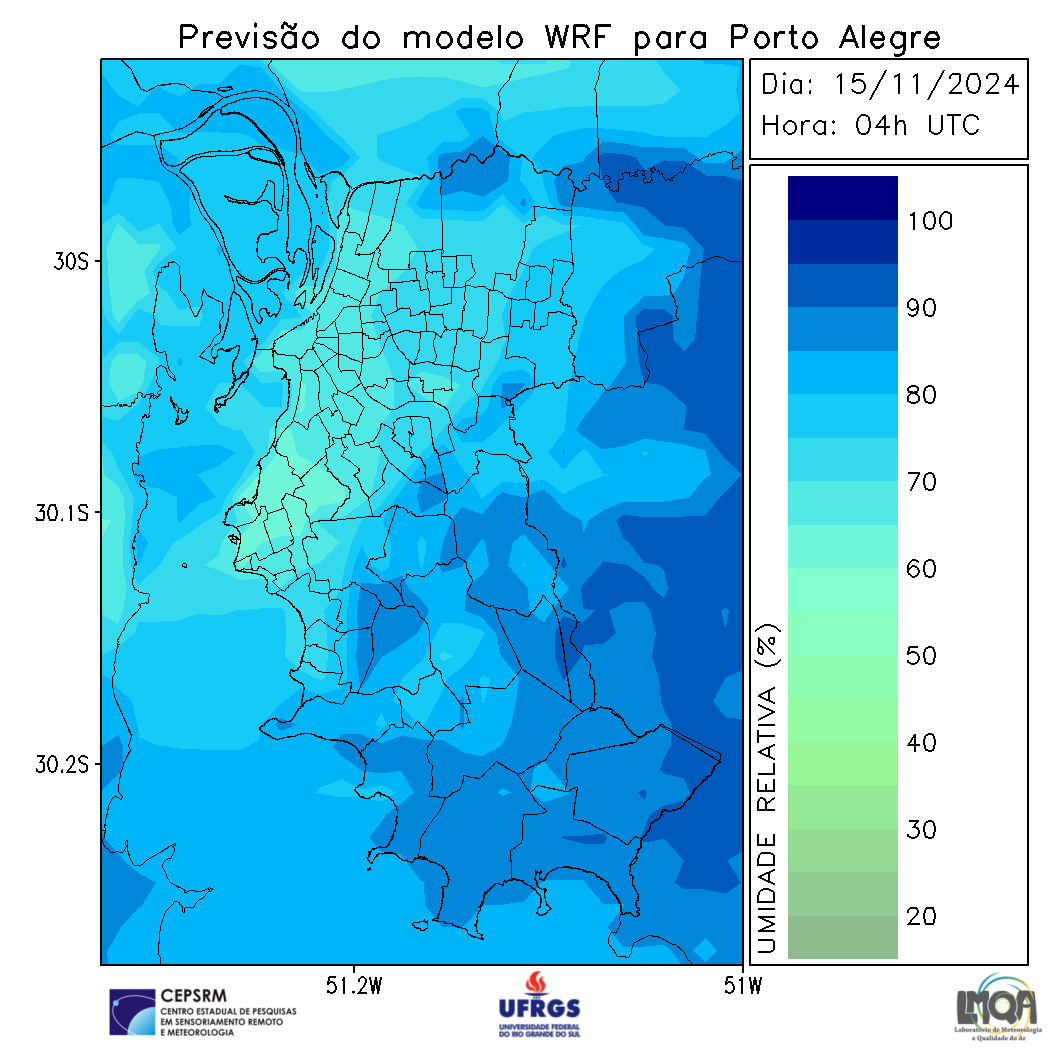 Previsão do modelo WRF para Porto Alegre
Dia: 15/11/2024
Hora: 04h UTC
30S
30.1S
30.2S
51.2W
51W
100
90
80
70
60
50
40
30
20
UMIDADE RELATIVA (%)
CEPSRM
CENTRO ESTADUAL DE PESQUISAS
EM SENSORIAMENTO REMOTO
E METEOROLOGIA
UFRGS
UNIVERSIDADE FEDERAL
DO RIO GRANDE DO SUL
LMQA
Laboratório de Meteorologia
e Qualidade do Ar